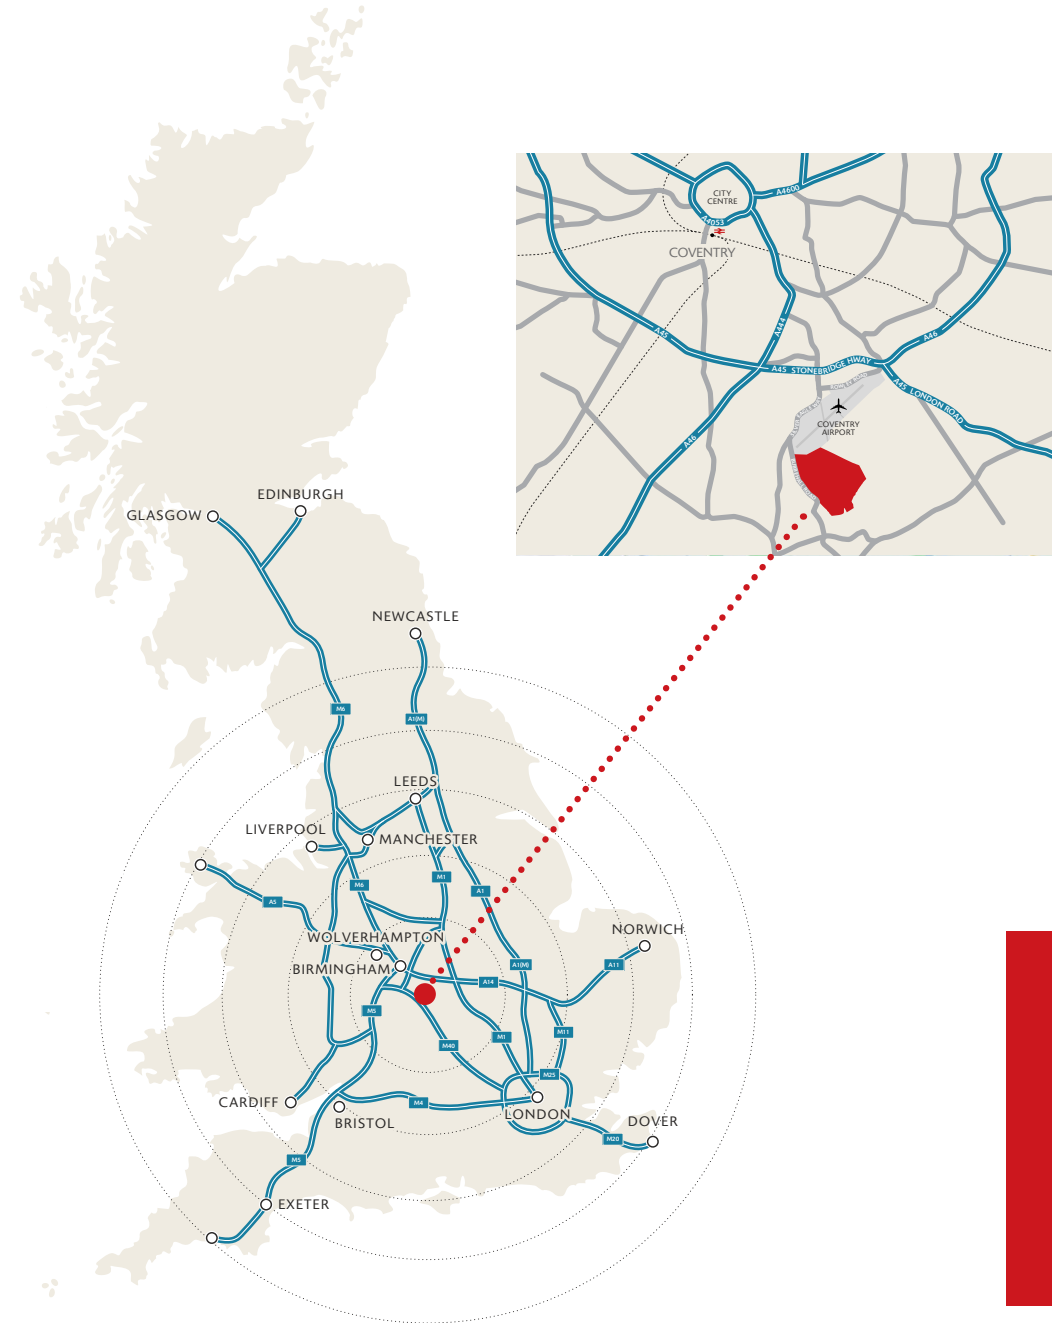 CITY
CENTRE
A4600
A4053
COVENTRY
A45
A444
A46
A45 STONEBRIDGE HWAY
ROWLEY ROAD
A45 LONDON ROAD
COVENTRY
AIRPORT
A46
EDINBURGH
GLASGOW
NEWCASTLE
M6
A1(M)
LEEDS
LIVERPOOL
MANCHESTER
M6
M1
A1
A5
NORWICH
WOLVERHAMPTON
BIRMINGHAM
A1(M)
A11
A14
M5
M1
M11
M40
M25
CARDIFF
M4
LONDON
BRISTOL
DOVER
M20
M5
EXETER